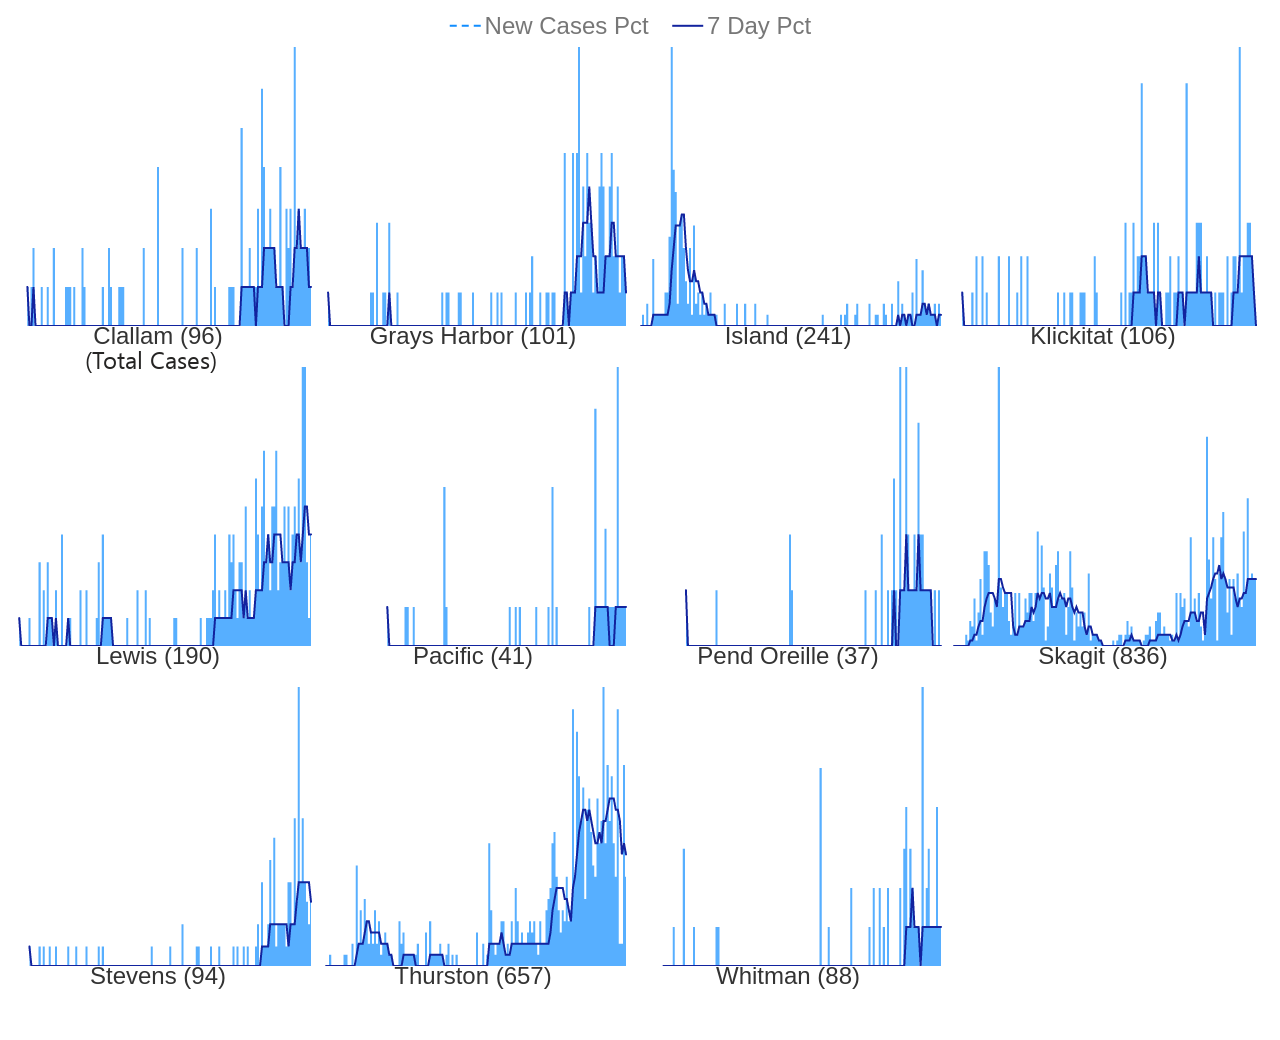 New Cases Pct 7 Day Pct
Clallam (96) Grays Harbor (101) Island (241) Klickitat (106)
(Total Cases)
Lewis (190) Pacific (41) Pend Oreille (37) Skagit (836)
Stevens (94) Thurston (657) Whitman (88)